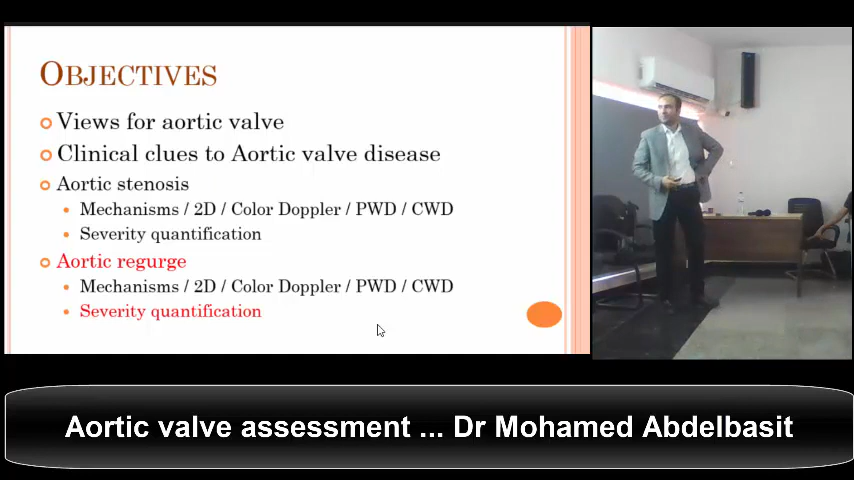 OBJECTIVES
Views for aortic valve
Clinical clues to Aortic valve disease
Aortic stenosis
Mechanisms / 2D / Color Doppler / PWD / CWD
Severity quantification
Aortic regurge
Mechanisms / 2D / Color Doppler / PWD / CWD
Severity quantification
Aortic valve assessment ... Dr Mohamed Abdelbasit